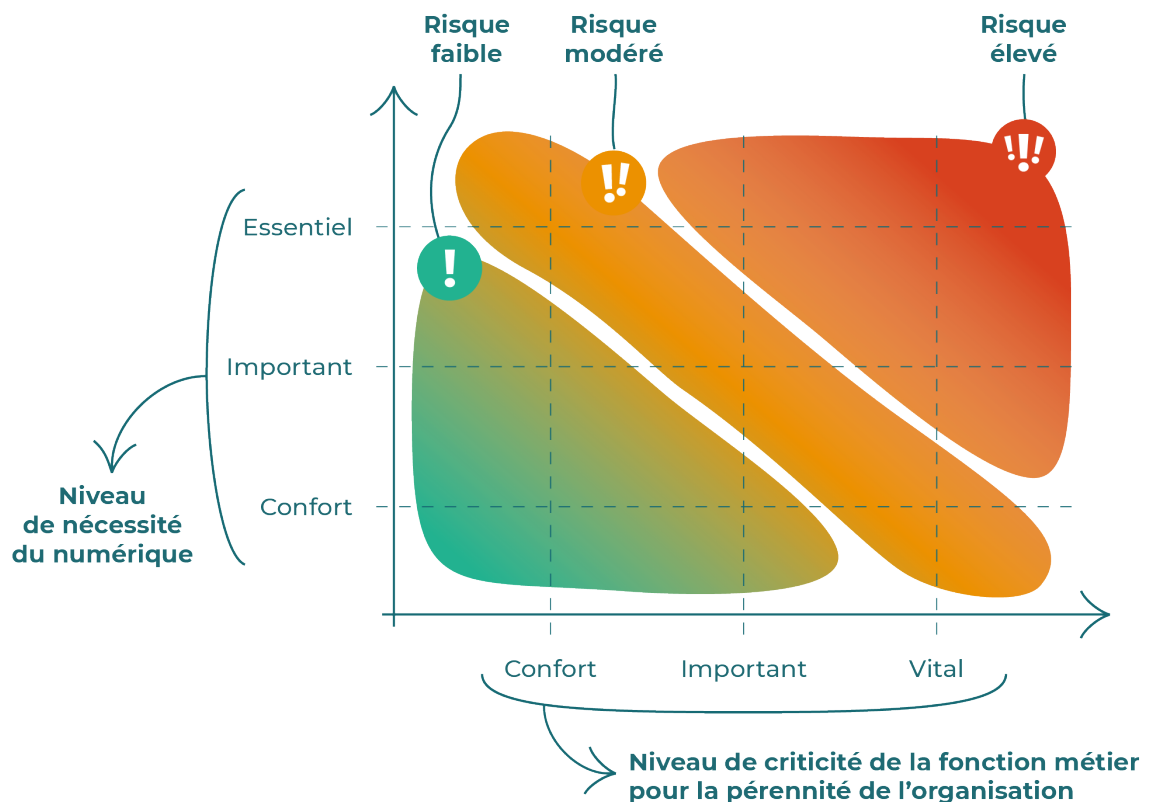 Risque
faible
Risque
modéré
Risque
élevé
!
!!
!!!
Essentiel
Important
Confort
Niveau
de nécessité
du numérique
Confort
Important
Vital
Niveau de criticité de la fonction métier
pour la pérennité de l’organisation